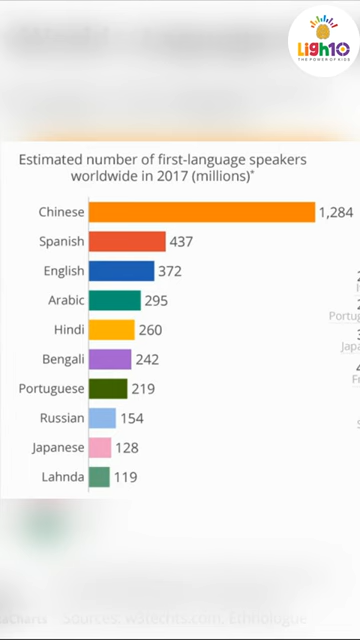 Ligh10
THE POWER OF KIDS
Estimated number of first-language speakers
worldwide in 2017 (millions)*
Chinese 1,284
Spanish 437
English 372
Arabic 295
Hindi 260
Bengali 242
Portuguese 219
Russian 154
Japanese 128
Lahnda 119
Portug
Japa
Sources: w3techs.com, Ethnologue